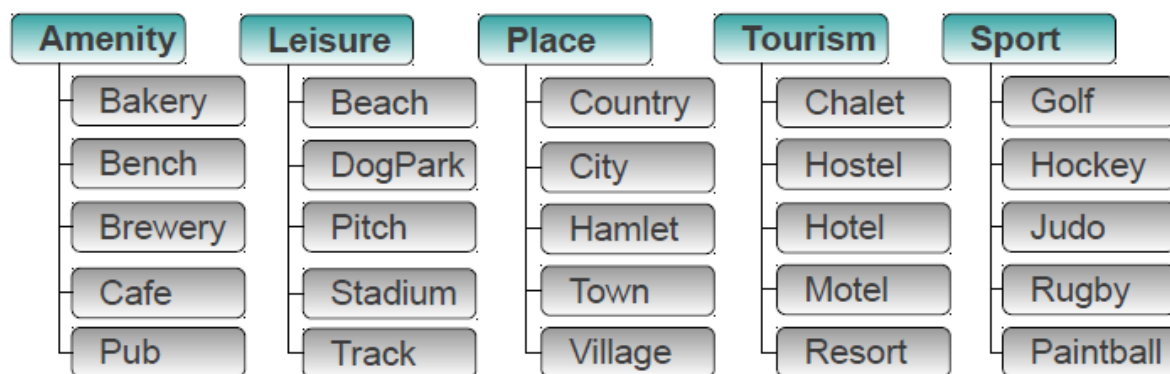 Amenity
Bakery
Bench
Brewery
Cafe
Pub
Leisure
Beach
DogPark
Pitch
Stadium
Track
Place
Country
City
Hamlet
Town
Village
Tourism
Chalet
Hostel
Hotel
Motel
Resort
Sport
Golf
Hockey
Judo
Rugby
Paintball